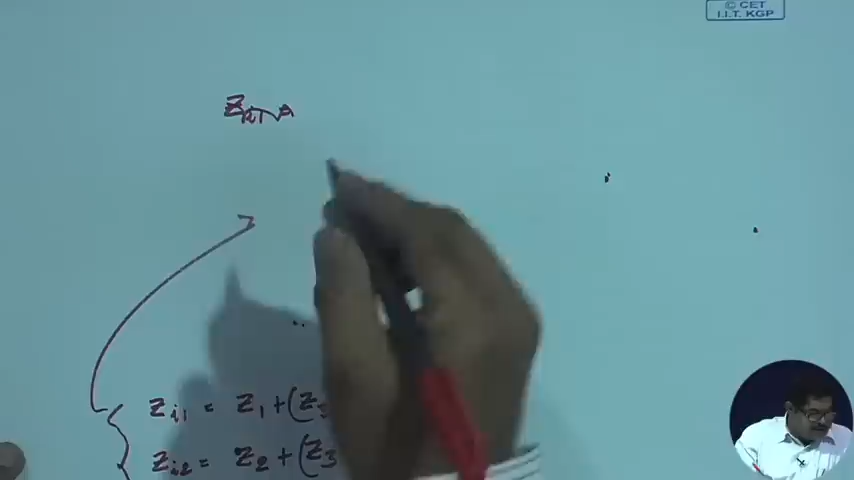 © CET
I.I.T. KGP
Z_i1 = Z_1 + (Z_3
Z_i2 = Z_2 + (Z_3